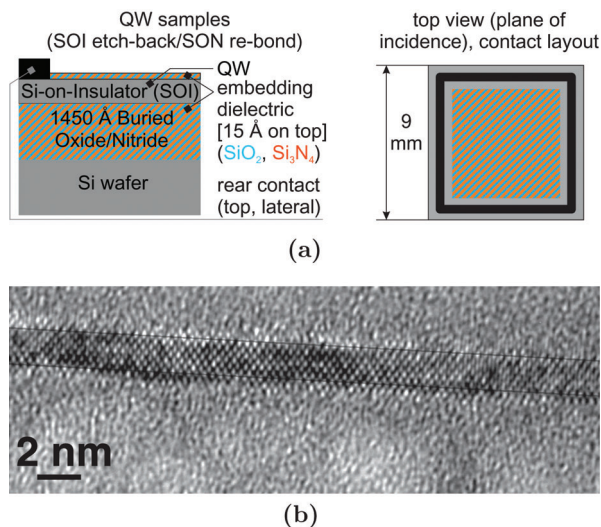 QW samples
(SOI etch-back/SON re-bond)
QW
Si-on-Insulator (SOI)
embedding
dielectric
1450 Å Buried
Oxide/Nitride
[15 Å on top]
(SiO₂, Si₃N₄)
Si wafer
rear contact
(top, lateral)
top view (plane of
incidence), contact layout
9
mm
(a)
2 nm
(b)